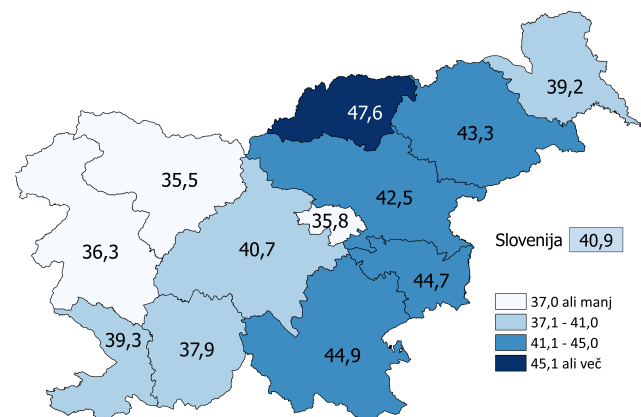 39,2
47,6
43,3
35,5
42,5
35,8
36,3
40,7
Slovenija 40,9
44,7
37,0 ali manj
37,1 - 41,0
39,3
41,1 - 45,0
37,9
44,9
45,1 ali več